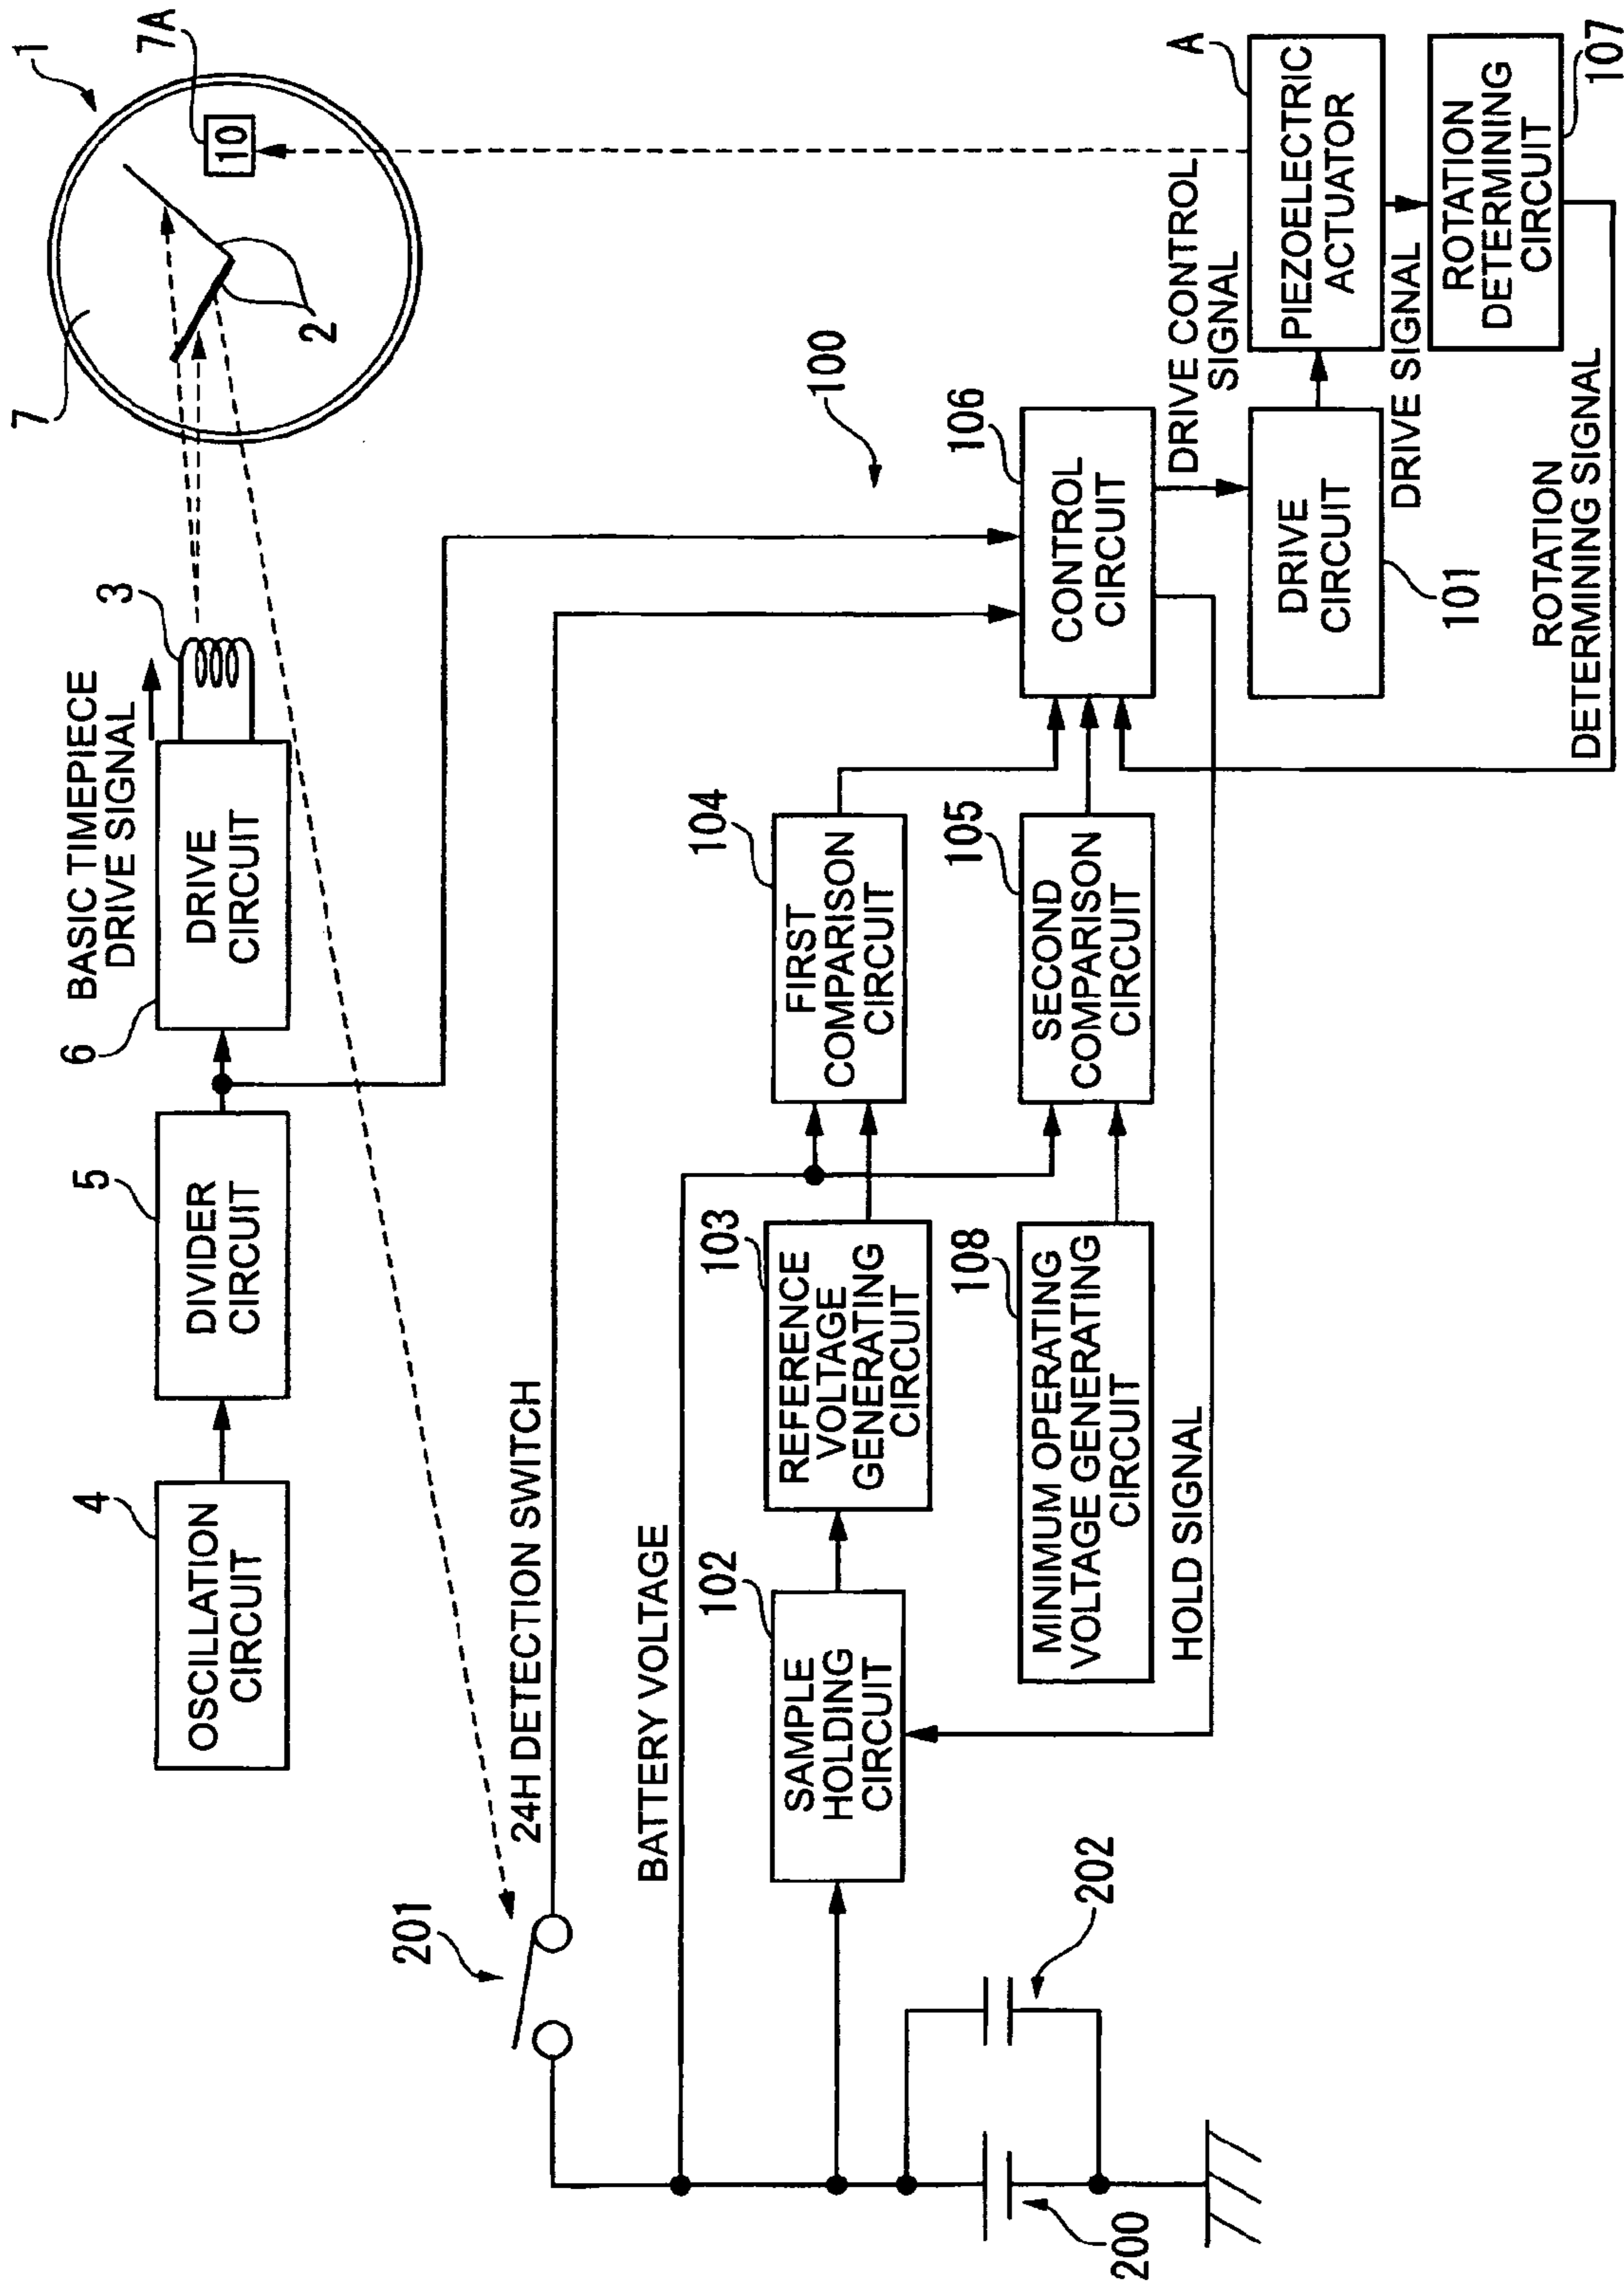 1
7
7A
10
2
BASIC TIMEPIECE
DRIVE SIGNAL
3
4
OSCILLATION
CIRCUIT
5
DIVIDER
CIRCUIT
6
DRIVE
CIRCUIT
201
24H DETECTION SWITCH
BATTERY VOLTAGE
100
102
SAMPLE
HOLDING
CIRCUIT
103
REFERENCE
VOLTAGE
GENERATING
CIRCUIT
104
FIRST
COMPARISON
CIRCUIT
108
MINIMUM OPERATING
VOLTAGE GENERATING
CIRCUIT
105
SECOND
COMPARISON
CIRCUIT
106
CONTROL
CIRCUIT
HOLD SIGNAL
DRIVE CONTROL
SIGNAL
DRIVE
CIRCUIT
101
A
PIEZOELECTRIC
ACTUATOR
DRIVE SIGNAL
ROTATION
DETERMINING
CIRCUIT
107
ROTATION
DETERMINING SIGNAL
202
200